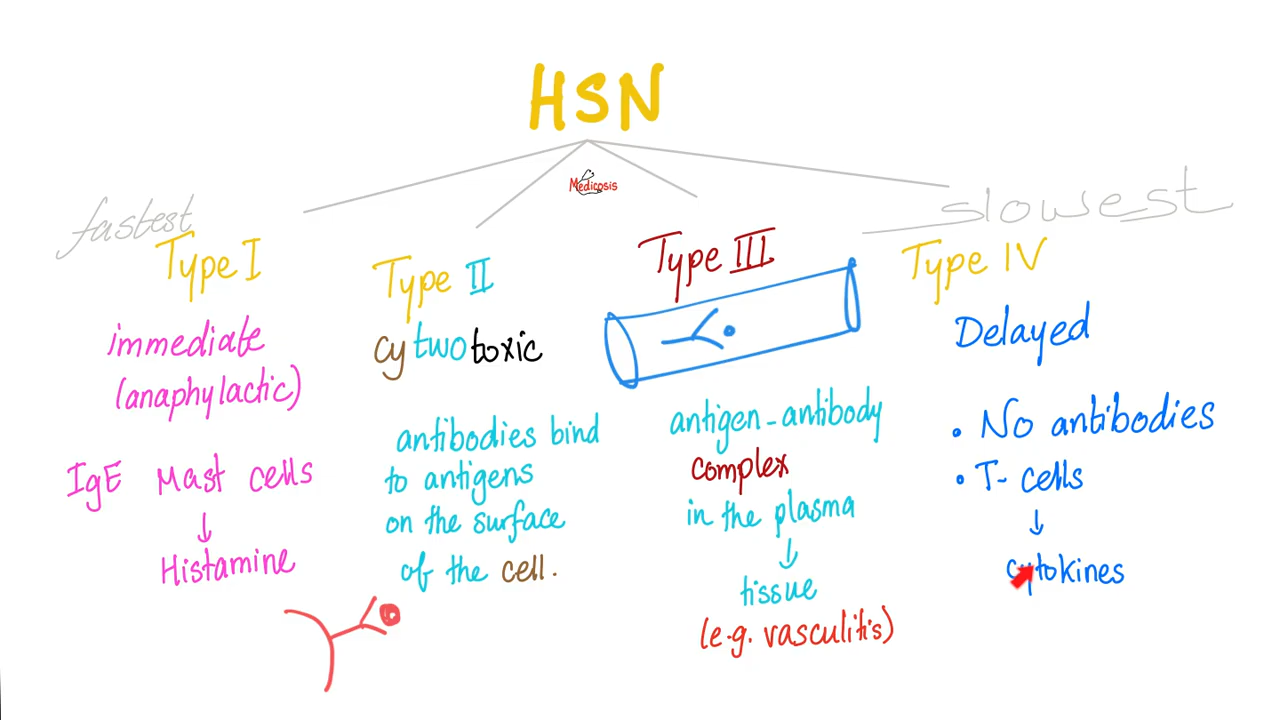 HSN
Medicosis
fastest
slowest
Type I
immediate
(anaphylactic)
IgE Mast cells
↓
Histamine
Type II
cytwotoxic
antibodies bind
to antigens
on the surface
of the cell.
Type III
antigen-antibody
complex
in the plasma
↓
tissue
(e.g. vasculitis)
Type IV
Delayed
• No antibodies
• T-cells
↓
cytokines